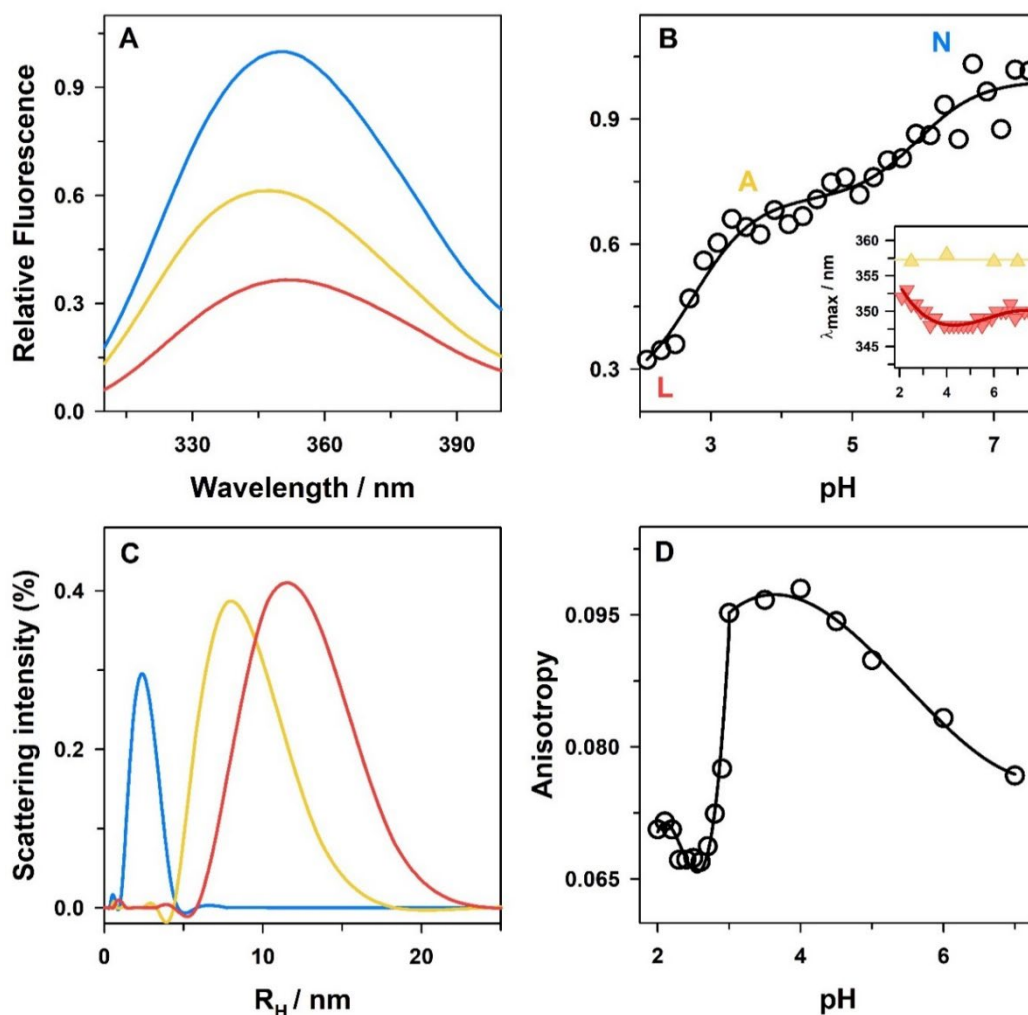 A
Relative Fluorescence
0.9
0.6
0.3
0.0
330
360
390
Wavelength / nm
B
N
A
L
0.9
0.6
0.3
3
5
7
pH
λmax / nm
360
355
350
345
2
4
6
C
Scattering intensity (%)
0.4
0.2
0.0
0
10
20
RH / nm
D
Anisotropy
0.095
0.080
0.065
2
4
6
pH